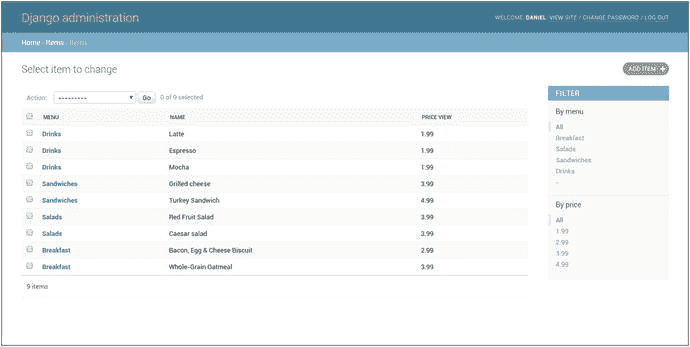 Django administration
WELCOME, DANIEL. VIEW SITE / CHANGE PASSWORD / LOG OUT
Home › Items › Items
Select item to change
ADD ITEM +
Action: --------- Go 0 of 9 selected
MENU NAME PRICE VIEW
Drinks Latte 1.99
Drinks Espresso 1.99
Drinks Mocha 1.99
Sandwiches Grilled cheese 3.99
Sandwiches Turkey Sandwich 4.99
Salads Red Fruit Salad 3.99
Salads Caesar salad 3.99
Breakfast Bacon, Egg & Cheese Biscuit 2.99
Breakfast Whole-Grain Oatmeal 1.99
9 items
FILTER
By menu
All
Breakfast
Salads
Sandwiches
Drinks
-
By price
All
1.99
2.99
3.99
4.99